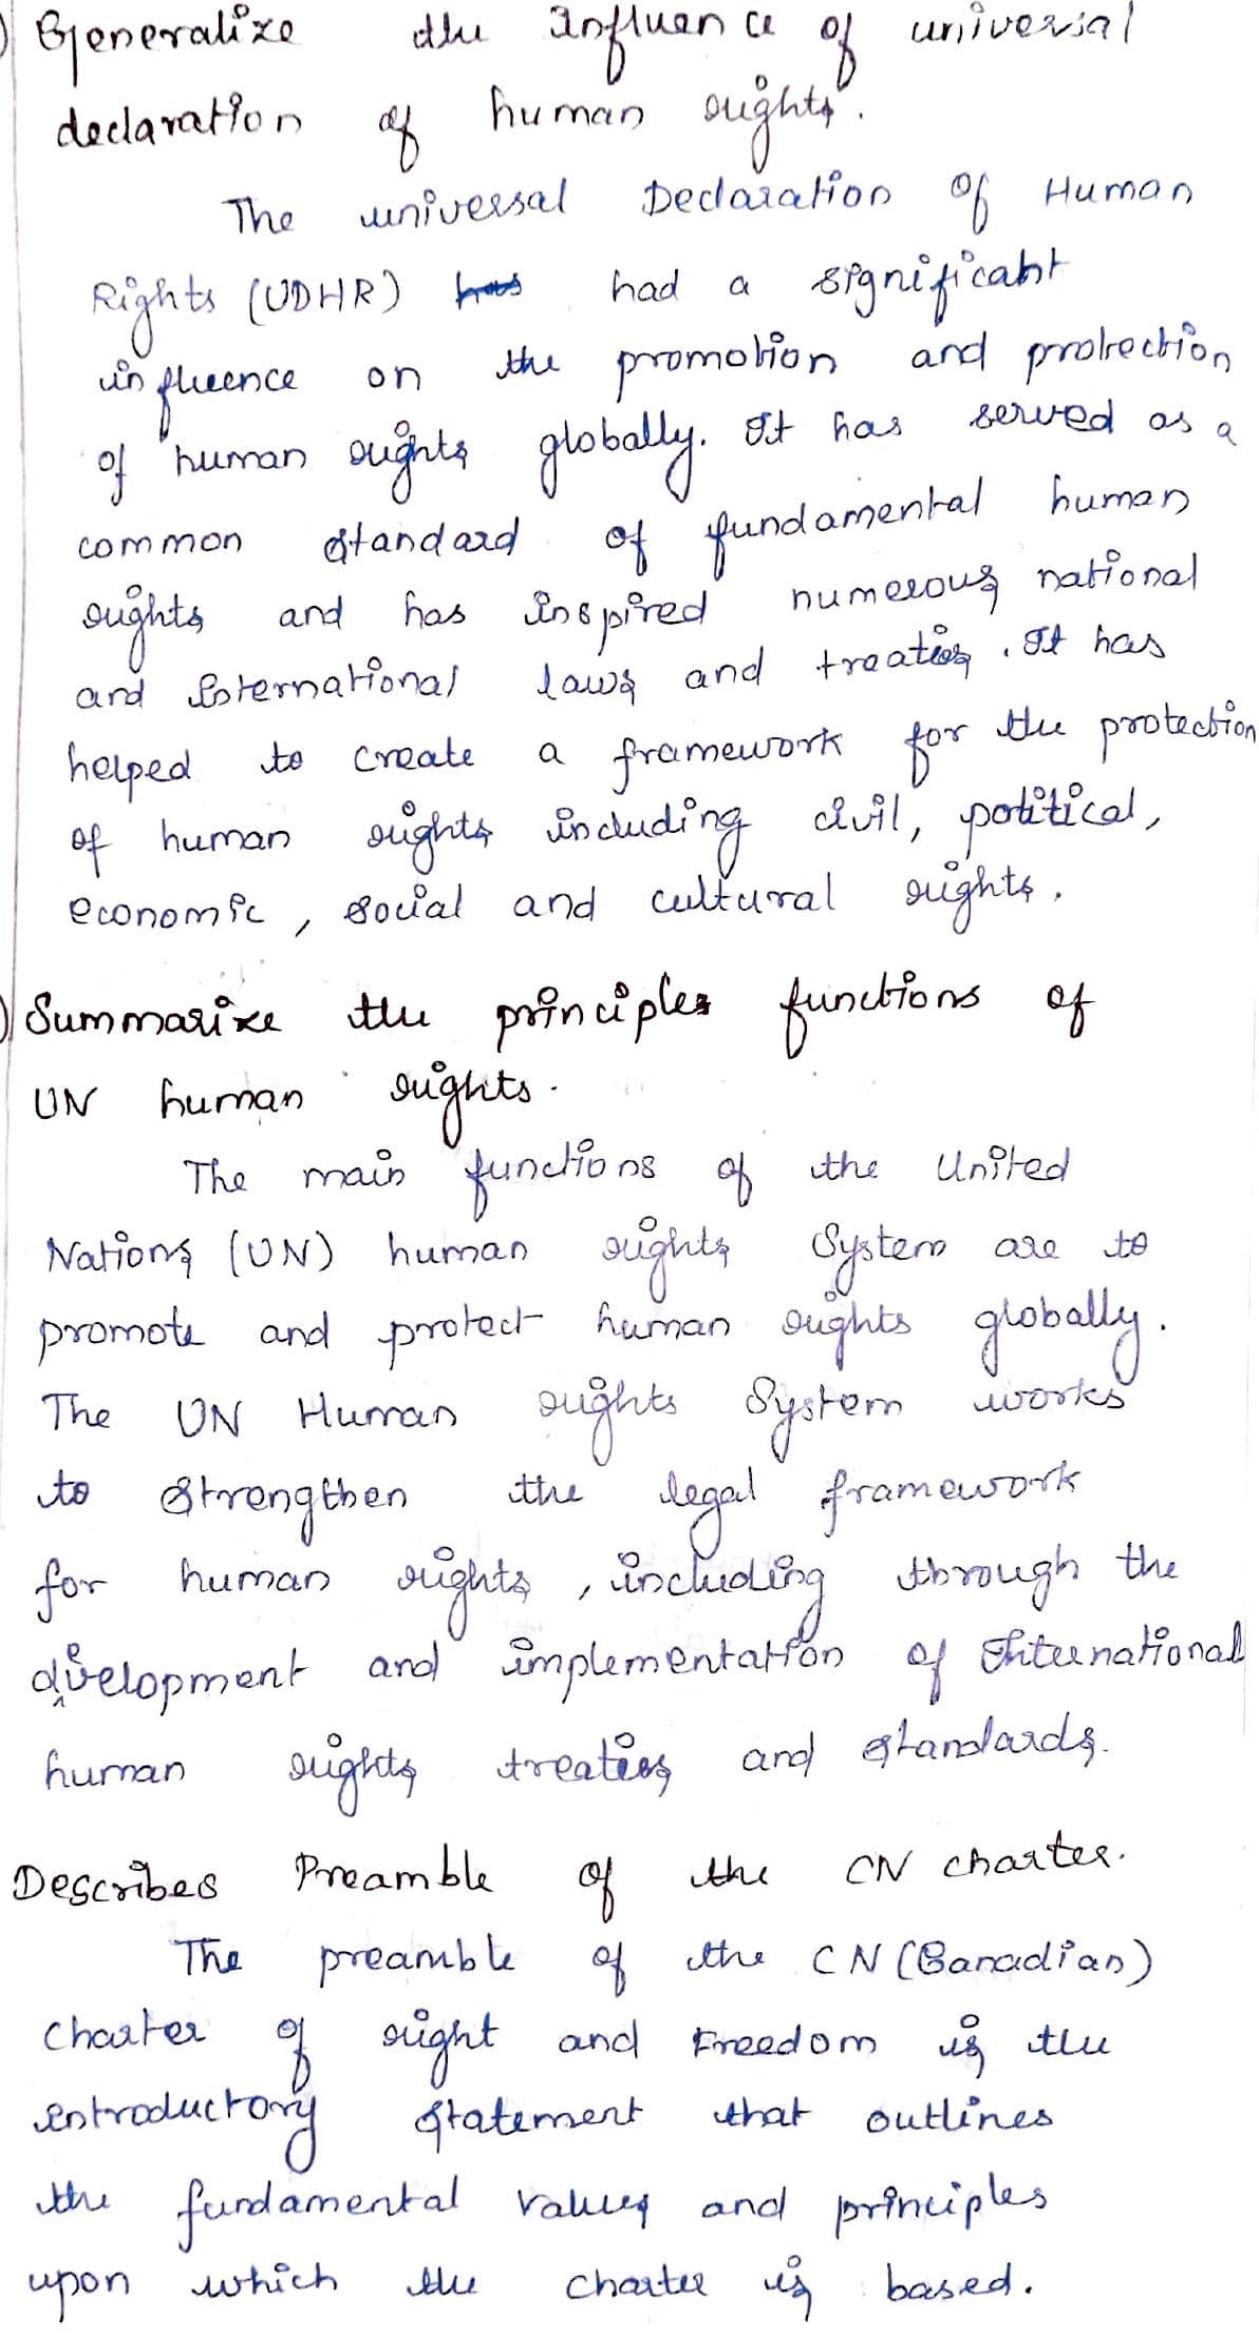 ) Generalize the Influence of universal
declaration of human rights.
The universal Declaration of Human
Rights (UDHR) has had a significant
influence on the promotion and protection
of human rights globally. It has served as a
common standard of fundamental human
rights and has inspired numerous national
and International laws and treaties. It has
helped to create a framework for the protection
of human rights including civil, political,
economic, social and cultural rights.
) Summarize the principles functions of
UN human rights.
The main functions of the United
Nations (UN) human rights System are to
promote and protect human rights globally.
The UN Human rights System works
to strengthen the legal framework
for human rights, including through the
development and implementation of International
human rights treaties and standards.
Describes Preamble of the CN charter.
The preamble of the CN (Canadian)
Charter of right and Freedom is the
introductory statement that outlines
the fundamental values and principles
upon which the charter is based.